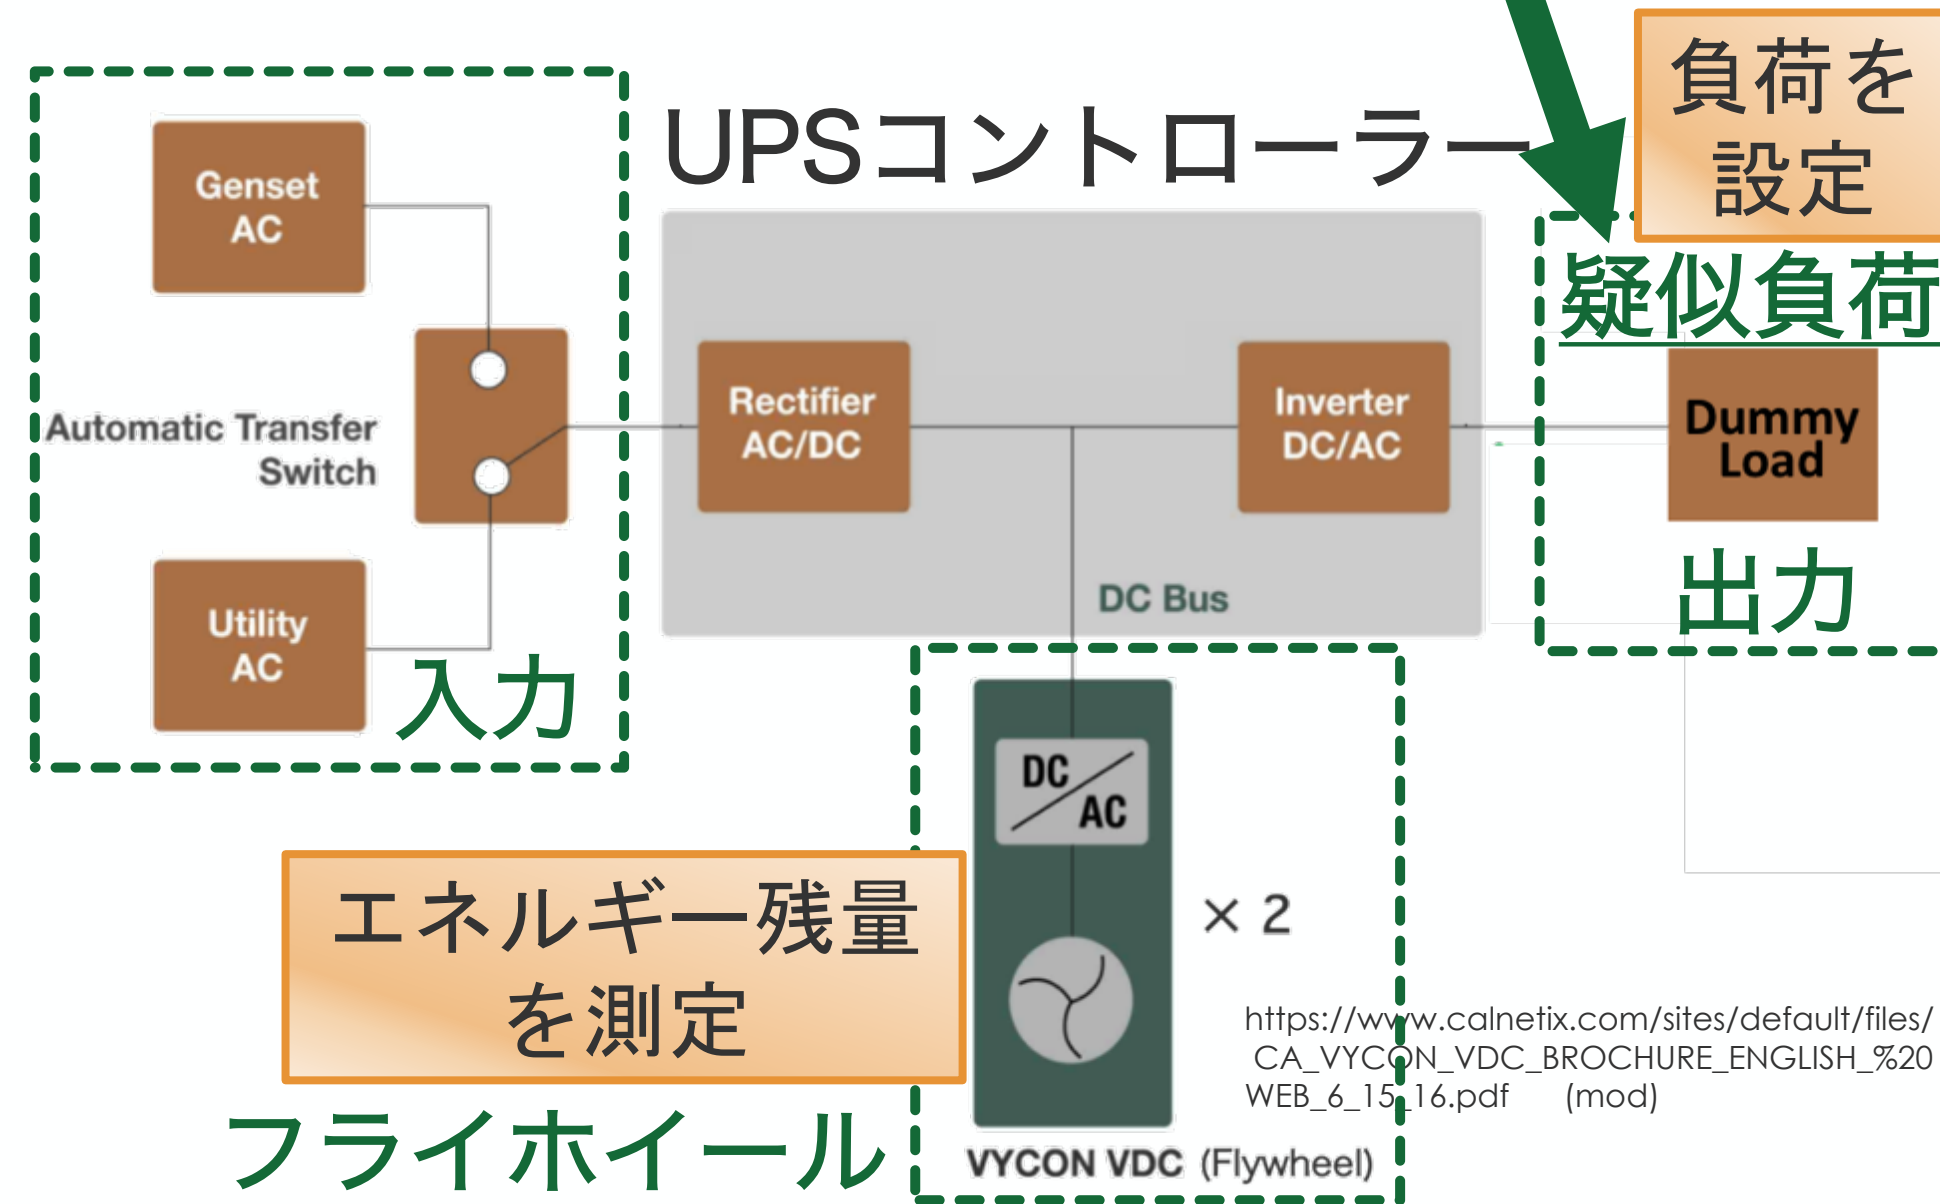 負荷を
設定
UPSコントローラー
Genset
AC
疑似負荷
Automatic Transfer
Switch
Rectifier
AC/DC
Inverter
DC/AC
Dummy
Load
出力
DC Bus
Utility
AC
入力
DC
AC
エネルギー残量
を測定
× 2
https://www.calnetix.com/sites/default/files/
CA_VYCON_VDC_BROCHURE_ENGLISH_%20
WEB_6_15_16.pdf (mod)
フライホイール
VYCON VDC (Flywheel)